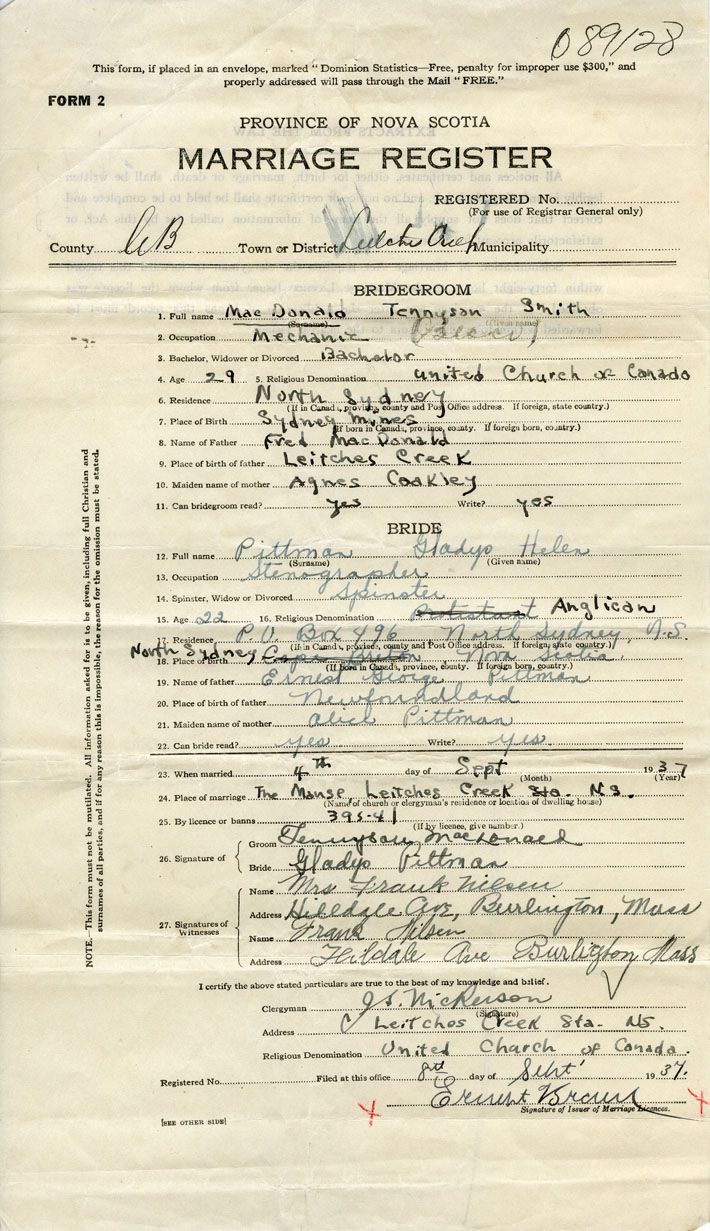 089128
This form, if placed in an envelope, marked "Dominion Statistics—Free, penalty for improper use $300," and
properly addressed will pass through the Mail "FREE."
FORM 2
PROVINCE OF NOVA SCOTIA
MARRIAGE REGISTER
REGISTERED No.
(For use of Registrar General only)
County CB Town or District Leitches Creek Municipality
BRIDEGROOM
1. Full name MacDonald Tennyson Smith
(Surname) (Given name)
2. Occupation Mechanic
3. Bachelor, Widower or Divorced Bachelor
4. Age 29 5. Religious Denomination United Church of Canada
6. Residence North Sydney
(If in Canada, province, county and Post Office address. If foreign, state country.)
7. Place of Birth Sydney Mines
(If born in Canada, province, county. If foreign born, country.)
8. Name of Father Fred MacDonald
9. Place of birth of father Leitches Creek
10. Maiden name of mother Agnes Coakley
11. Can bridegroom read? yes Write? yes
BRIDE
12. Full name Pittman Gladys Helen
(Surname) (Given name)
13. Occupation Stenographer
14. Spinster, Widow or Divorced Spinster
15. Age 22 16. Religious Denomination Protestant Anglican
17. Residence P.O. Box 496 North Sydney N.S.
(If in Canada, province, county and Post Office address. If foreign, state country.)
18. Place of birth North Sydney Cape Breton Nova Scotia
(If born in Canada, province, county. If foreign born, country.)
19. Name of father Ernest George Pittman
20. Place of birth of father Newfoundland
21. Maiden name of mother Alice Pittman
22. Can bride read? yes Write? yes
23. When married 4th day of Sept 1937
(Month) (Year)
24. Place of marriage The Manse, Leitches Creek Sta. N.S.
(Name of church or clergyman's residence or location of dwelling house)
25. By licence or banns 395-41
(If by licence, give number.)
26. Signature of
Groom Tennyson MacDonald
Bride Gladys Pittman
27. Signatures of Witnesses
Name Mrs Frank Nilsen
Address Hilldale Ave, Burlington, Mass
Name Frank Nilsen
Address Hildale Ave Burlington Mass
I certify the above stated particulars are true to the best of my knowledge and belief.
Clergyman J.S. Nickerson
(Signature)
Address Leitches Creek Sta. N.S.
Religious Denomination United Church of Canada.
Registered No. Filed at this office 8 day of Sept 1937.
Ernest
Signature of Issuer of Marriage Licences.
[SEE OTHER SIDE]
NOTE.—This form must not be mutilated. All information asked for is to be given, including full Christian and
surnames of all parties, and if for any reason this is impossible, the reason for the omission must be stated.